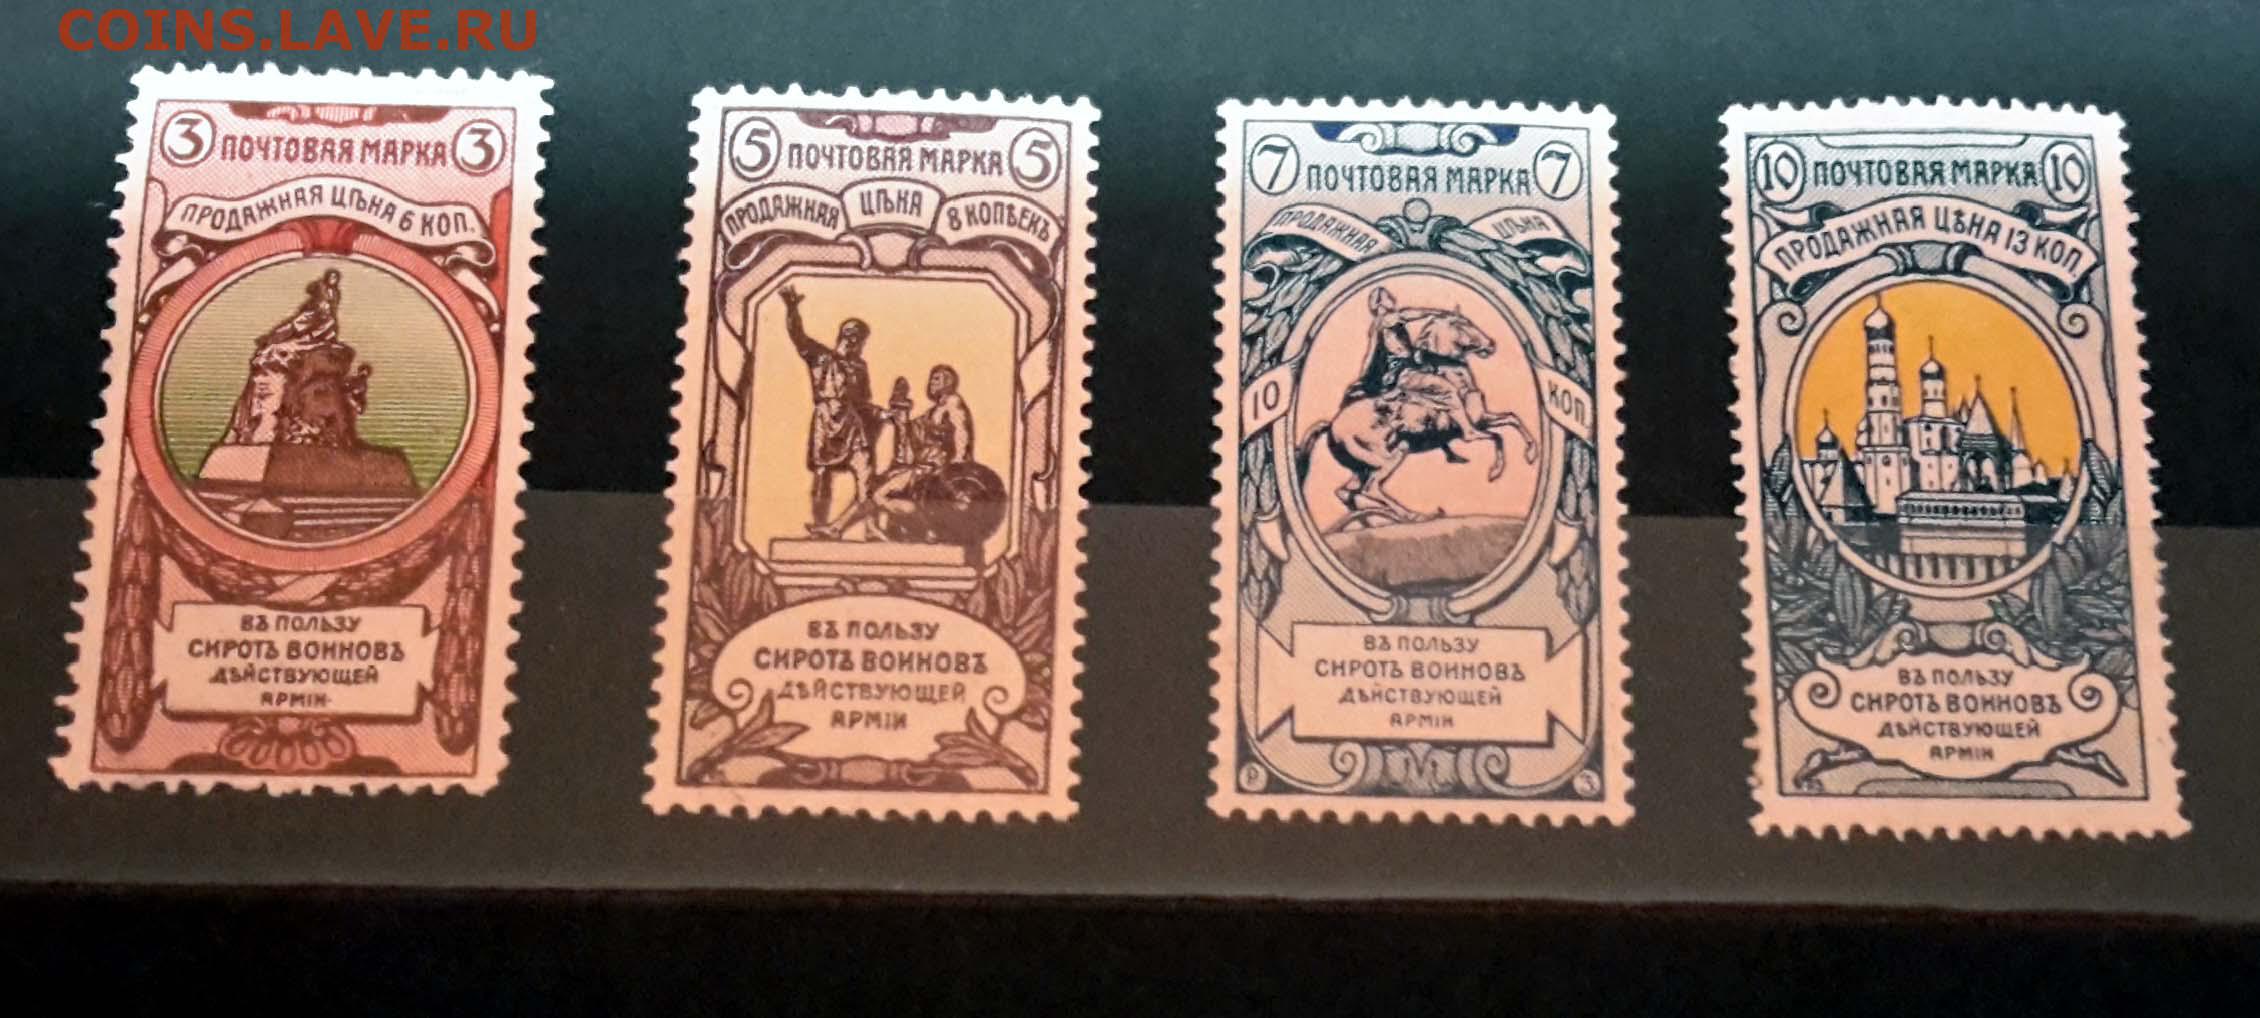 COINS.LAVE.RU
3 ПОЧТОВАЯ МАРКА 3
ПРОДАЖНАЯ ЦѢНА 6 КОП.
ВЪ ПОЛЬЗУ
СИРОТЪ ВОИНОВЪ
ДѢЙСТВУЮЩЕЙ
АРМІИ
5 ПОЧТОВАЯ МАРКА 5
ПРОДАЖНАЯ ЦѢНА 8 КОПѢЕКЪ
ВЪ ПОЛЬЗУ
СИРОТЪ ВОИНОВЪ
ДѢЙСТВУЮЩЕЙ
АРМІИ
7 ПОЧТОВАЯ МАРКА 7
ПРОДАЖНАЯ ЦѢНА
10 КОП
ВЪ ПОЛЬЗУ
СИРОТЪ ВОИНОВЪ
ДѢЙСТВУЮЩЕЙ
АРМІИ
Р З
10 ПОЧТОВАЯ МАРКА 10
ПРОДАЖНАЯ ЦѢНА 13 КОП.
ВЪ ПОЛЬЗУ
СИРОТЪ ВОИНОВЪ
ДѢЙСТВУЮЩЕЙ
АРМІИ